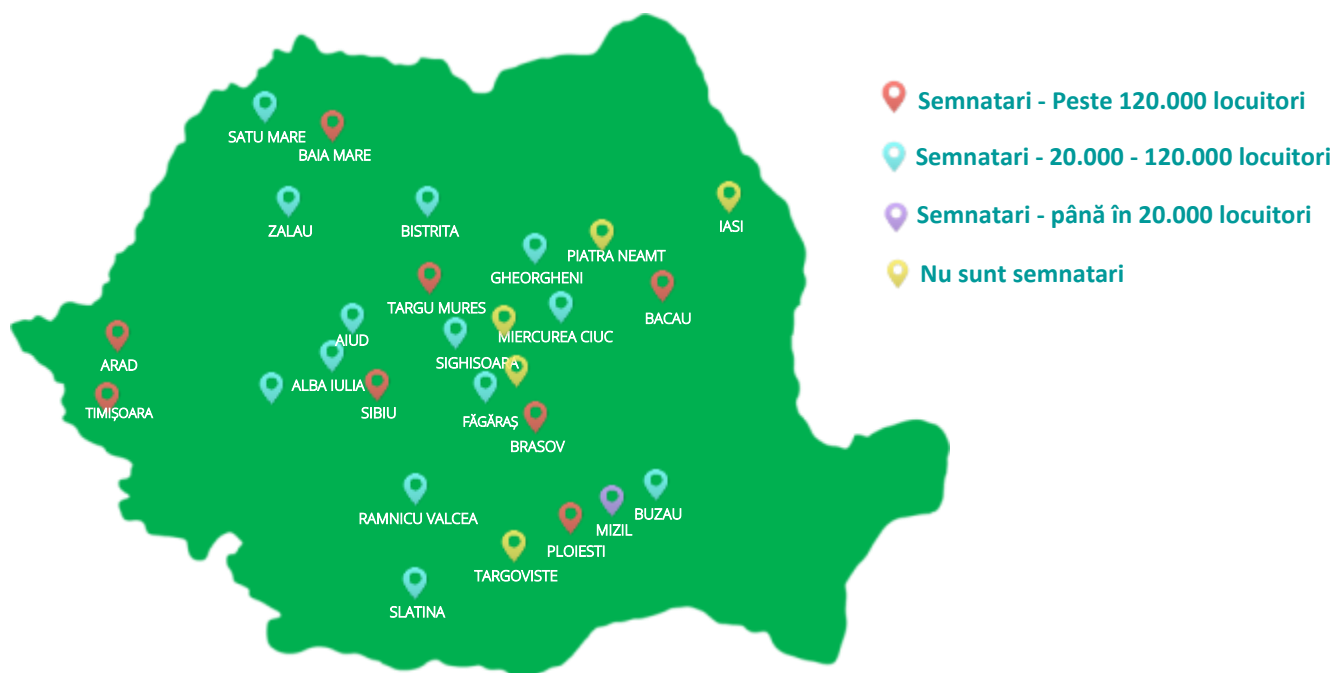 Semnatari - Peste 120.000 locuitori
Semnatari - 20.000 - 120.000 locuitori
Semnatari - până în 20.000 locuitori
Nu sunt semnatari
SATU MARE
BAIA MARE
ZALAU
BISTRITA
IASI
PIATRA NEAMT
GHEORGHENI
TARGU MURES
BACAU
MIERCUREA CIUC
AIUD
SIGHISOARA
ARAD
ALBA IULIA
TIMIȘOARA
SIBIU
FĂGĂRAȘ
BRASOV
RAMNICU VALCEA
BUZAU
MIZIL
PLOIESTI
TARGOVISTE
SLATINA